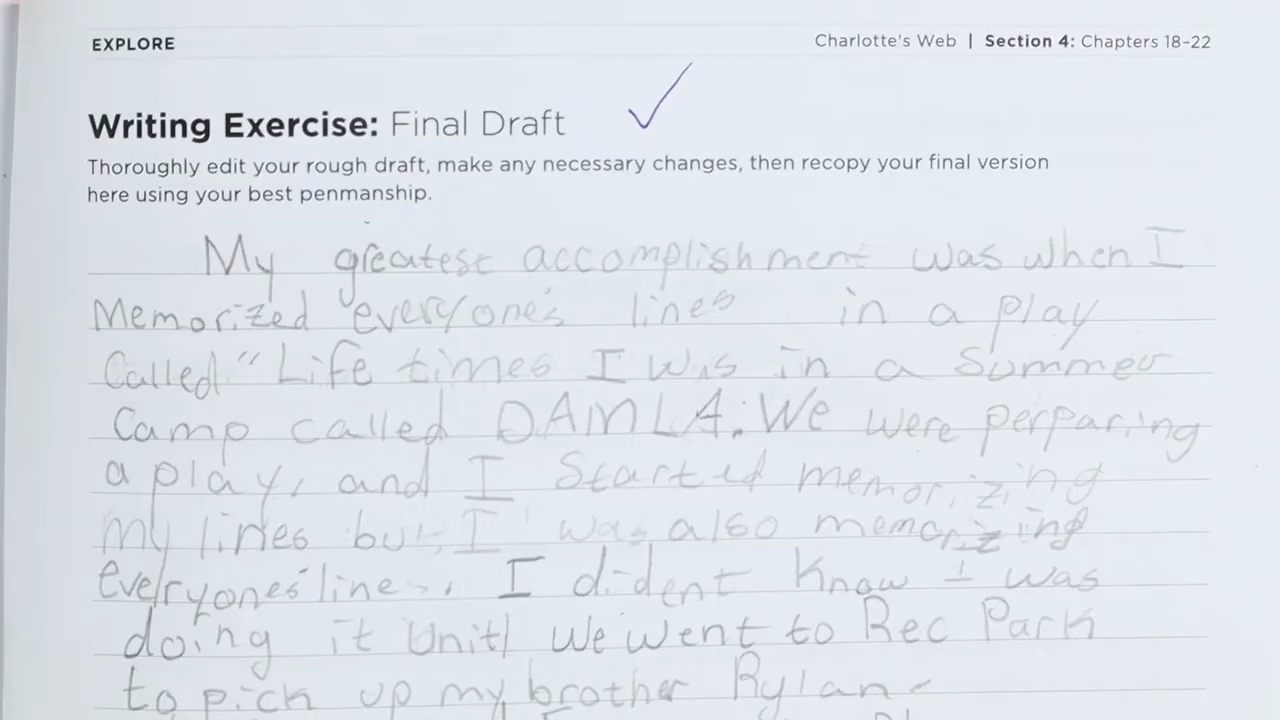 EXPLORE
Charlotte's Web | Section 4: Chapters 18-22
Writing Exercise: Final Draft
Thoroughly edit your rough draft, make any necessary changes, then recopy your final version
here using your best penmanship.
My greatest accomplishment was when I
Memorized everyone's lines in a play
Called "Life times I was in a Summer
Camp called DAMLA. We were perparing
a play, and I Started memorizing
my lines but I was also memorizing
everyones line I dident know I was
doing it Unitl We went to Rec Park
to pick up my brother Rylan